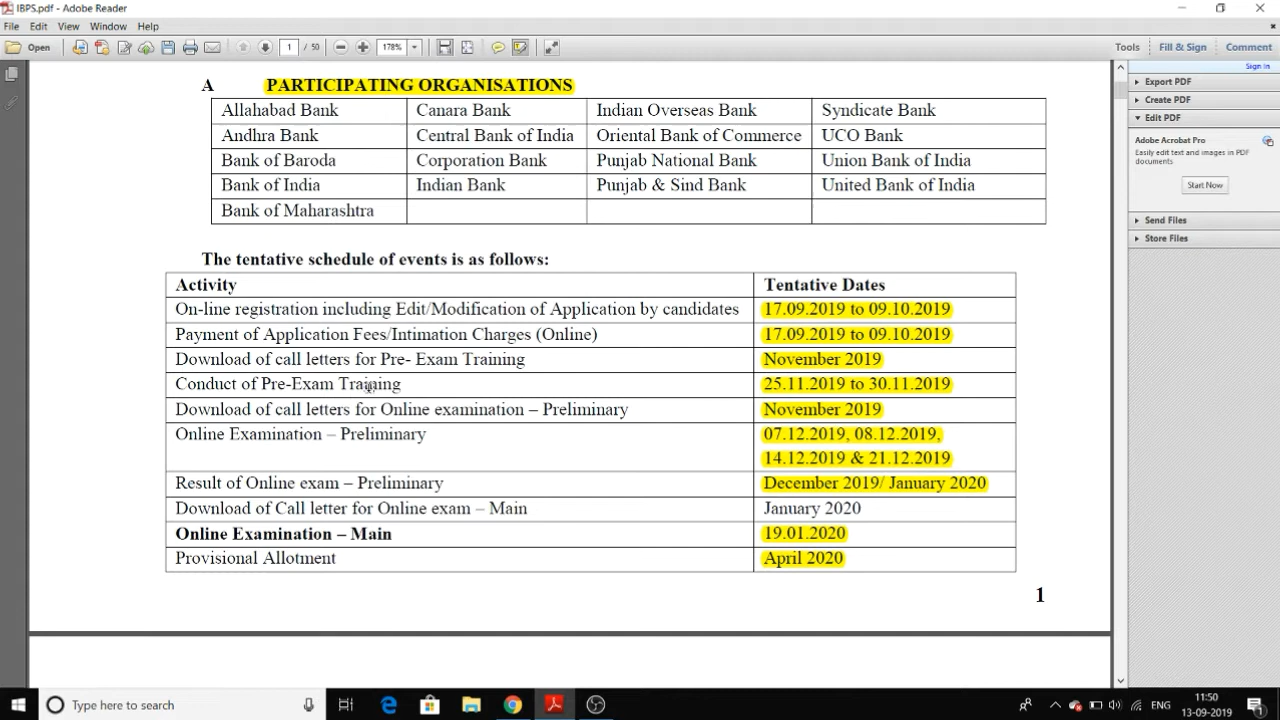 IBPS.pdf - Adobe Reader
File Edit View Window Help
Open 1 / 50 178% Tools Fill & Sign Comment
Sign In
Export PDF
Create PDF
Edit PDF
Adobe Acrobat Pro
Easily edit text and images in PDF
documents
Start Now
Send Files
Store Files
A PARTICIPATING ORGANISATIONS
Allahabad Bank Canara Bank Indian Overseas Bank Syndicate Bank
Andhra Bank Central Bank of India Oriental Bank of Commerce UCO Bank
Bank of Baroda Corporation Bank Punjab National Bank Union Bank of India
Bank of India Indian Bank Punjab & Sind Bank United Bank of India
Bank of Maharashtra
The tentative schedule of events is as follows:
Activity Tentative Dates
On-line registration including Edit/Modification of Application by candidates 17.09.2019 to 09.10.2019
Payment of Application Fees/Intimation Charges (Online) 17.09.2019 to 09.10.2019
Download of call letters for Pre- Exam Training November 2019
Conduct of Pre-Exam Training 25.11.2019 to 30.11.2019
Download of call letters for Online examination – Preliminary November 2019
Online Examination – Preliminary 07.12.2019, 08.12.2019,
14.12.2019 & 21.12.2019
Result of Online exam – Preliminary December 2019/ January 2020
Download of Call letter for Online exam – Main January 2020
Online Examination – Main 19.01.2020
Provisional Allotment April 2020
1
Type here to search
ENG
11:50
13-09-2019
1